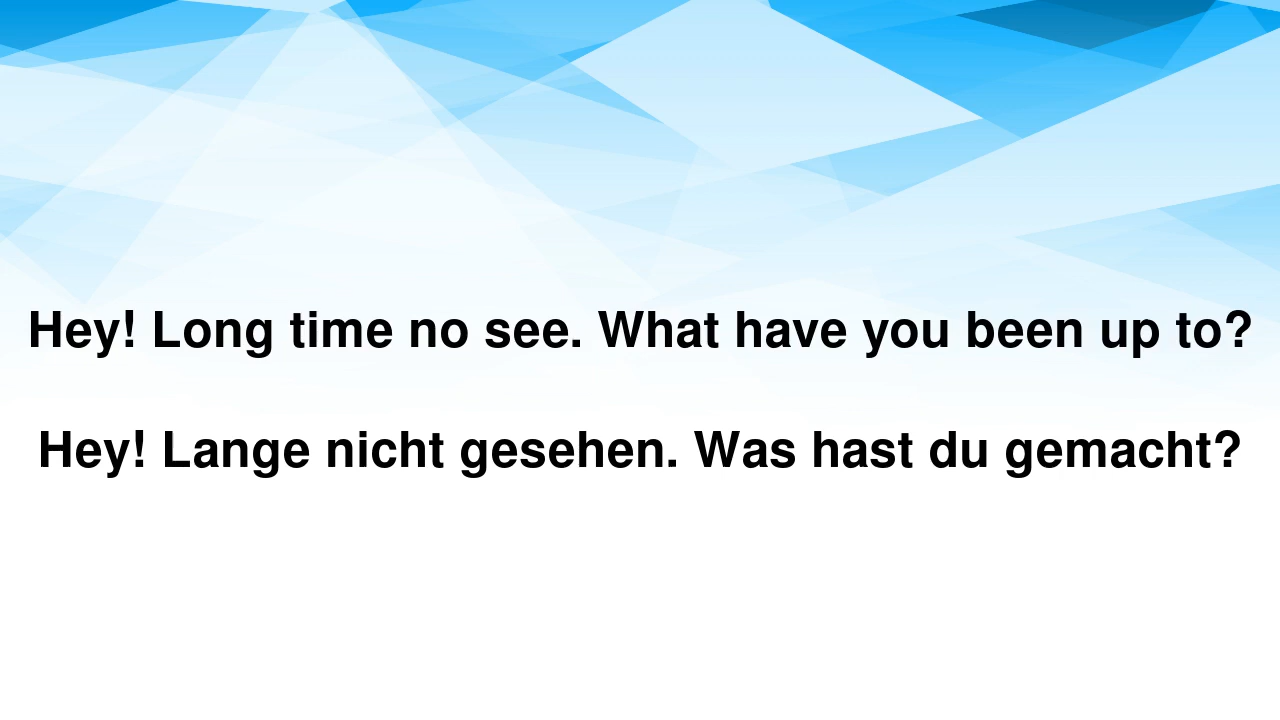 Hey! Long time no see. What have you been up to?
Hey! Lange nicht gesehen. Was hast du gemacht?